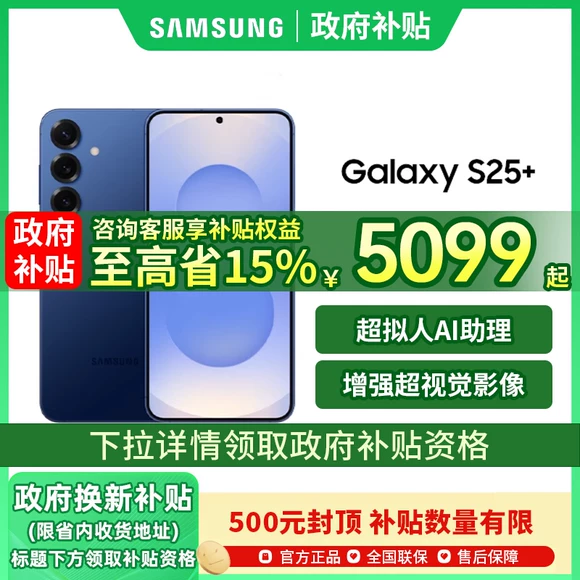 SAMSUNG 政府补贴
Galaxy S25+
政府
补贴
咨询客服享补贴权益
至高省15%
¥5099起
超拟人AI助理
SAMSUNG
增强超视觉影像
下拉详情领取政府补贴资格
政府换新补贴
(限省内收货地址)
标题下方领取补贴资格
500元封顶 补贴数量有限
官方正品 全国联保 售后保障